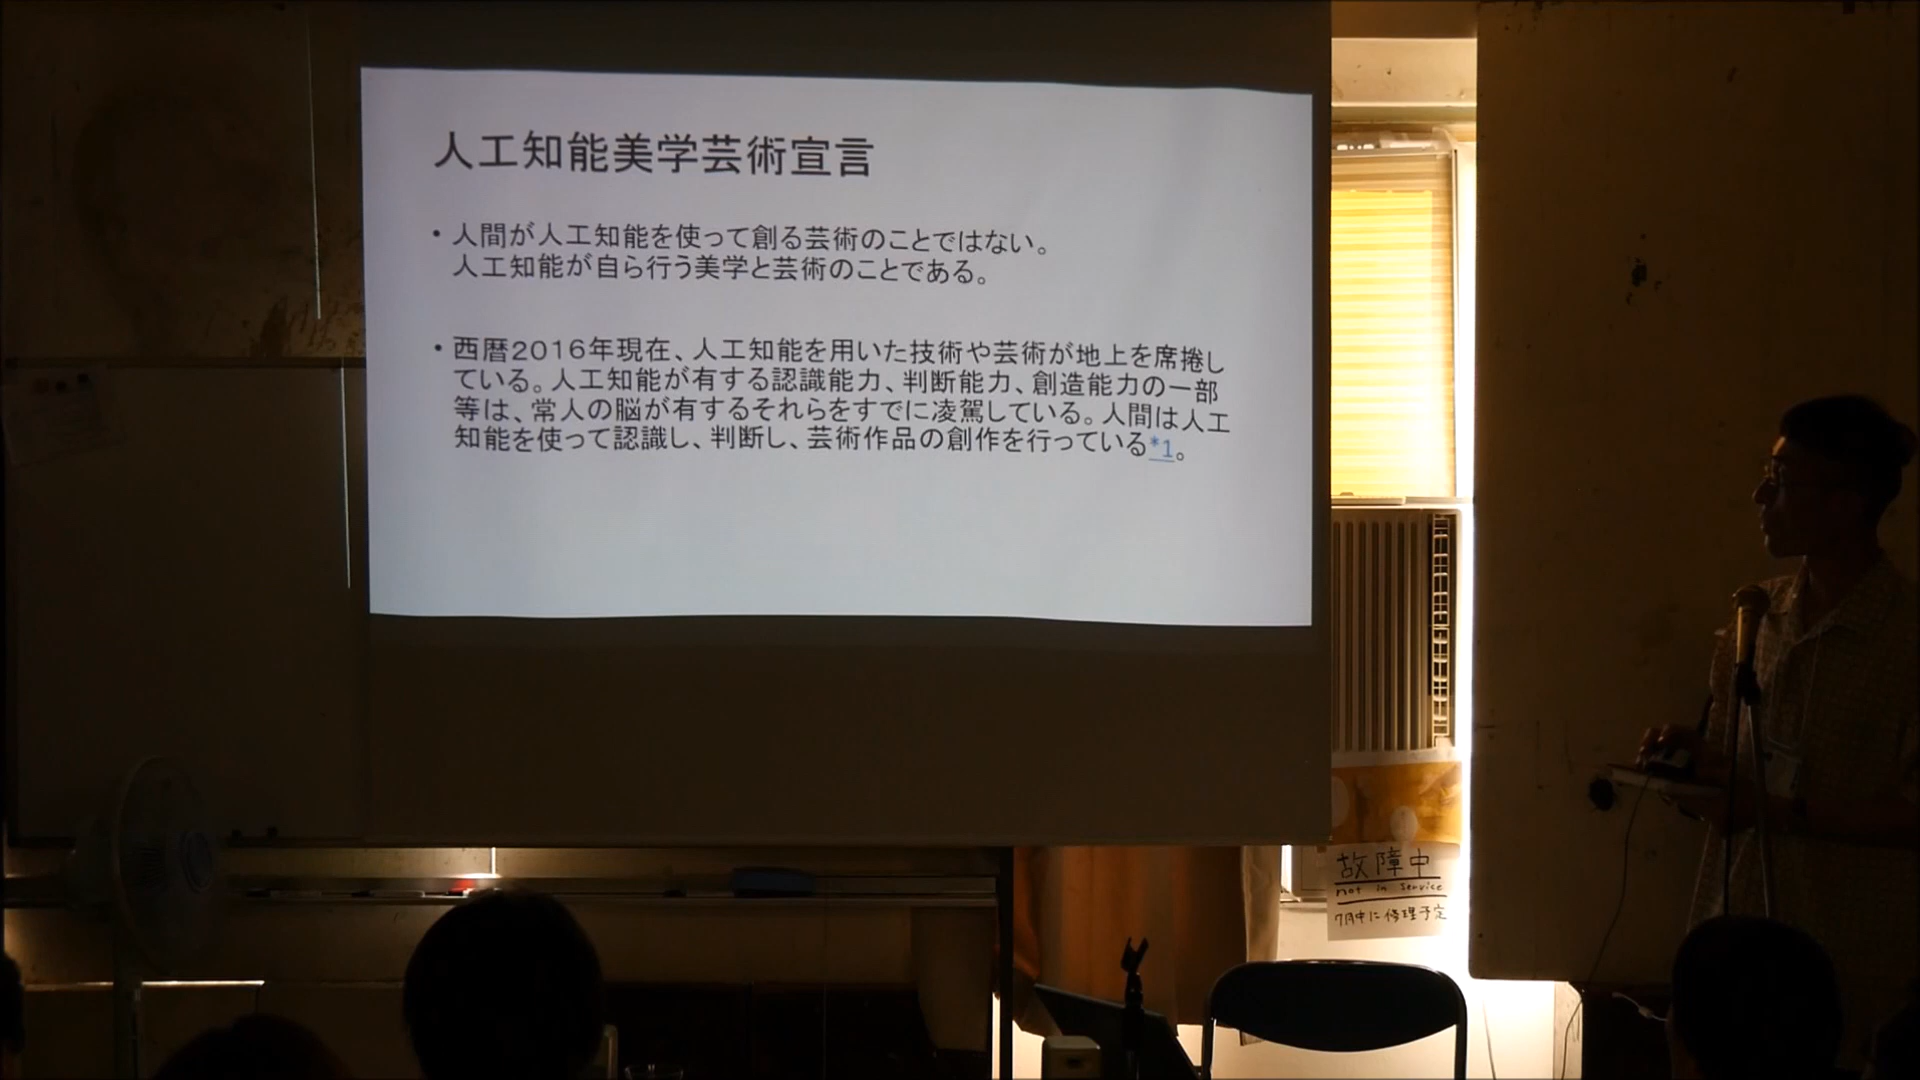 人工知能美学芸術宣言
• 人間が人工知能を使って創る芸術のことではない。
人工知能が自ら行う美学と芸術のことである。
• 西暦2016年現在、人工知能を用いた技術や芸術が地上を席捲し
ている。人工知能が有する認識能力、判断能力、創造能力の一部
等は、常人の脳が有するそれらをすでに凌駕している。人間は人工
知能を使って認識し、判断し、芸術作品の創作を行っている*1。
故障中
not in service
7月中に修理予定